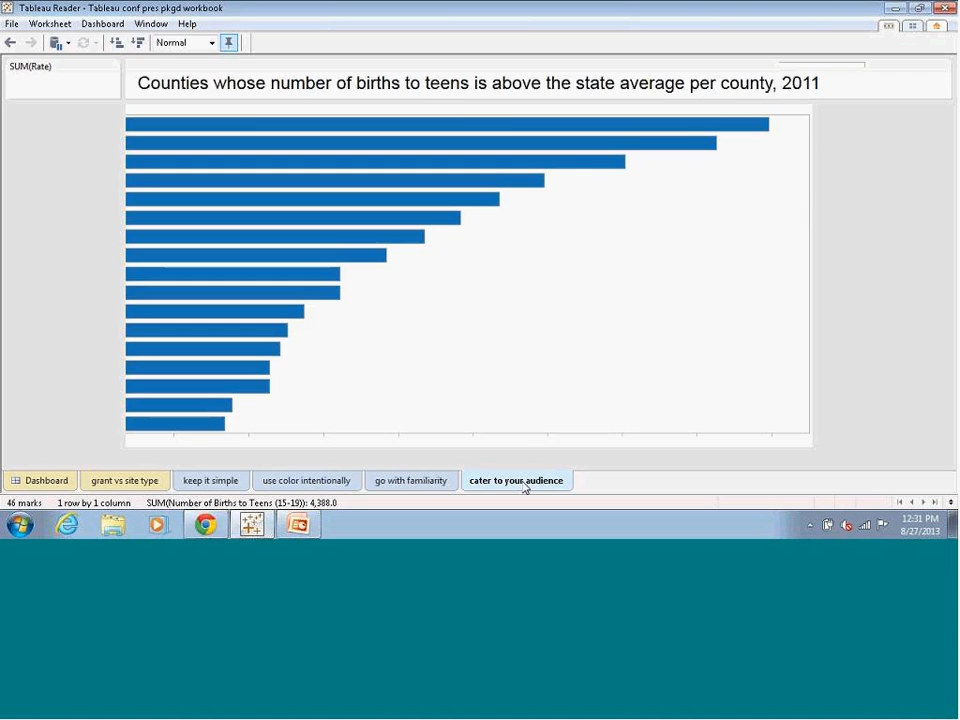 Tableau Reader - Tableau conf pres pkgd workbook
File Worksheet Dashboard Window Help
Normal
SUM(Rate)
Counties whose number of births to teens is above the state average per county, 2011
Dashboard grant vs site type keep it simple use color intentionally go with familiarity cater to your audience
46 marks 1 row by 1 column SUM(Number of Births to Teens (15-19)): 4,388.0
12:31 PM
8/27/2013